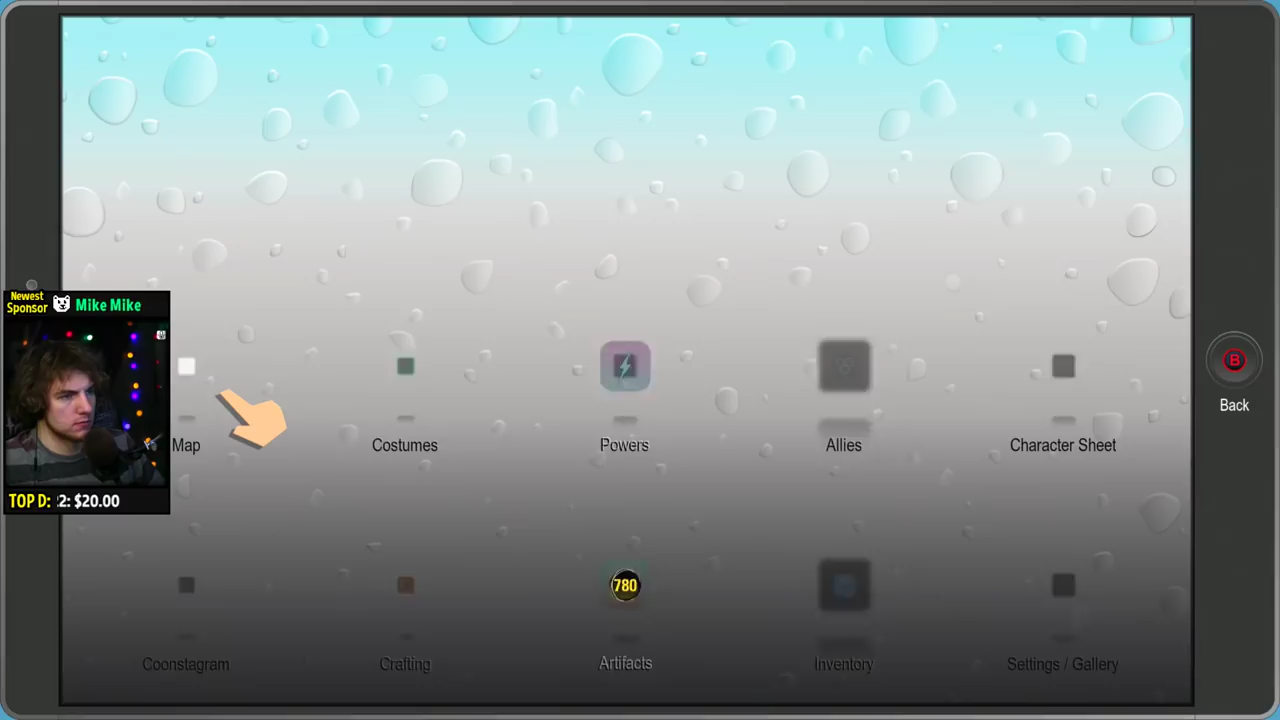 Newest
Sponsor
Mike Mike
TOP D: 22: $20.00
Map
Costumes
Powers
Allies
Character Sheet
B
Back
780
Coonstagram
Crafting
Artifacts
Inventory
Settings / Gallery